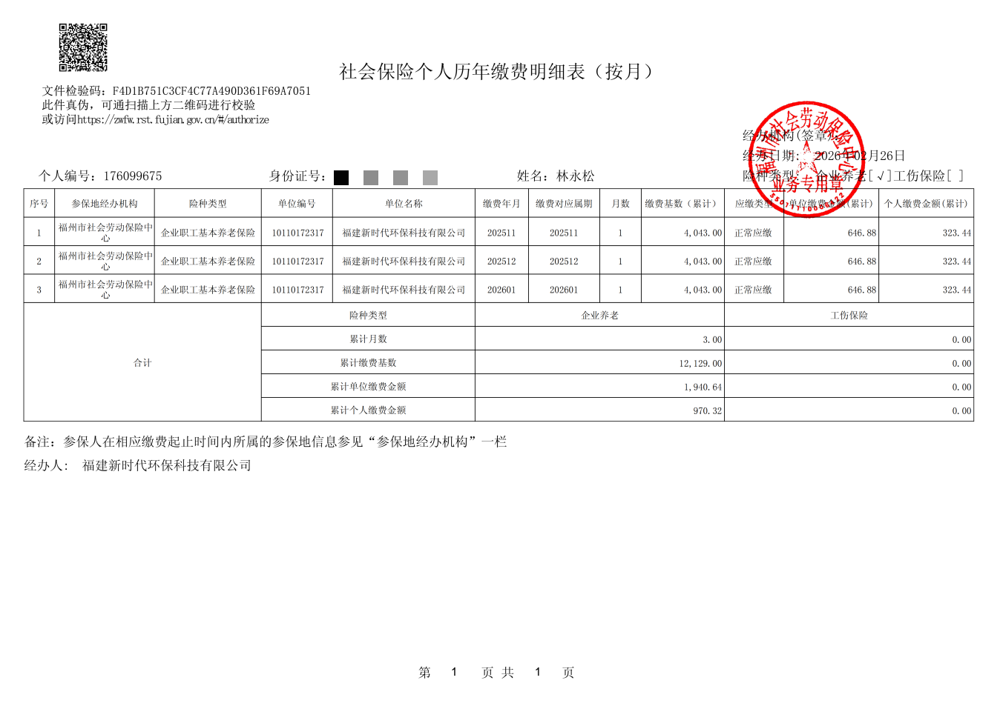 社会保险个人历年缴费明细表（按月）
文件检验码：F4D1B751C3CF4C77A490D361F69A7051
此件真伪，可通扫描上方二维码进行校验
或访问https://zwfw.rst.fujian.gov.cn/#/authorize
经办机构(签章):
经办日期: 2026年02月26日
个人编号：176099675 身份证号： 姓名：林永松 险种类型: 企业养老[√]工伤保险[ ]
福州市社会劳动保险中心
业务专用章
序号 参保地经办机构 险种类型 单位编号 单位名称 缴费年月 缴费对应属期 月数 缴费基数（累计） 应缴类型 单位缴费金额(累计) 个人缴费金额(累计)
1 福州市社会劳动保险中心 企业职工基本养老保险 10110172317 福建新时代环保科技有限公司 202511 202511 1 4,043.00 正常应缴 646.88 323.44
2 福州市社会劳动保险中心 企业职工基本养老保险 10110172317 福建新时代环保科技有限公司 202512 202512 1 4,043.00 正常应缴 646.88 323.44
3 福州市社会劳动保险中心 企业职工基本养老保险 10110172317 福建新时代环保科技有限公司 202601 202601 1 4,043.00 正常应缴 646.88 323.44
合计
险种类型 企业养老 工伤保险
累计月数 3.00 0.00
累计缴费基数 12,129.00 0.00
累计单位缴费金额 1,940.64 0.00
累计个人缴费金额 970.32 0.00
备注：参保人在相应缴费起止时间内所属的参保地信息参见“参保地经办机构”一栏
经办人: 福建新时代环保科技有限公司
第 1 页 共 1 页